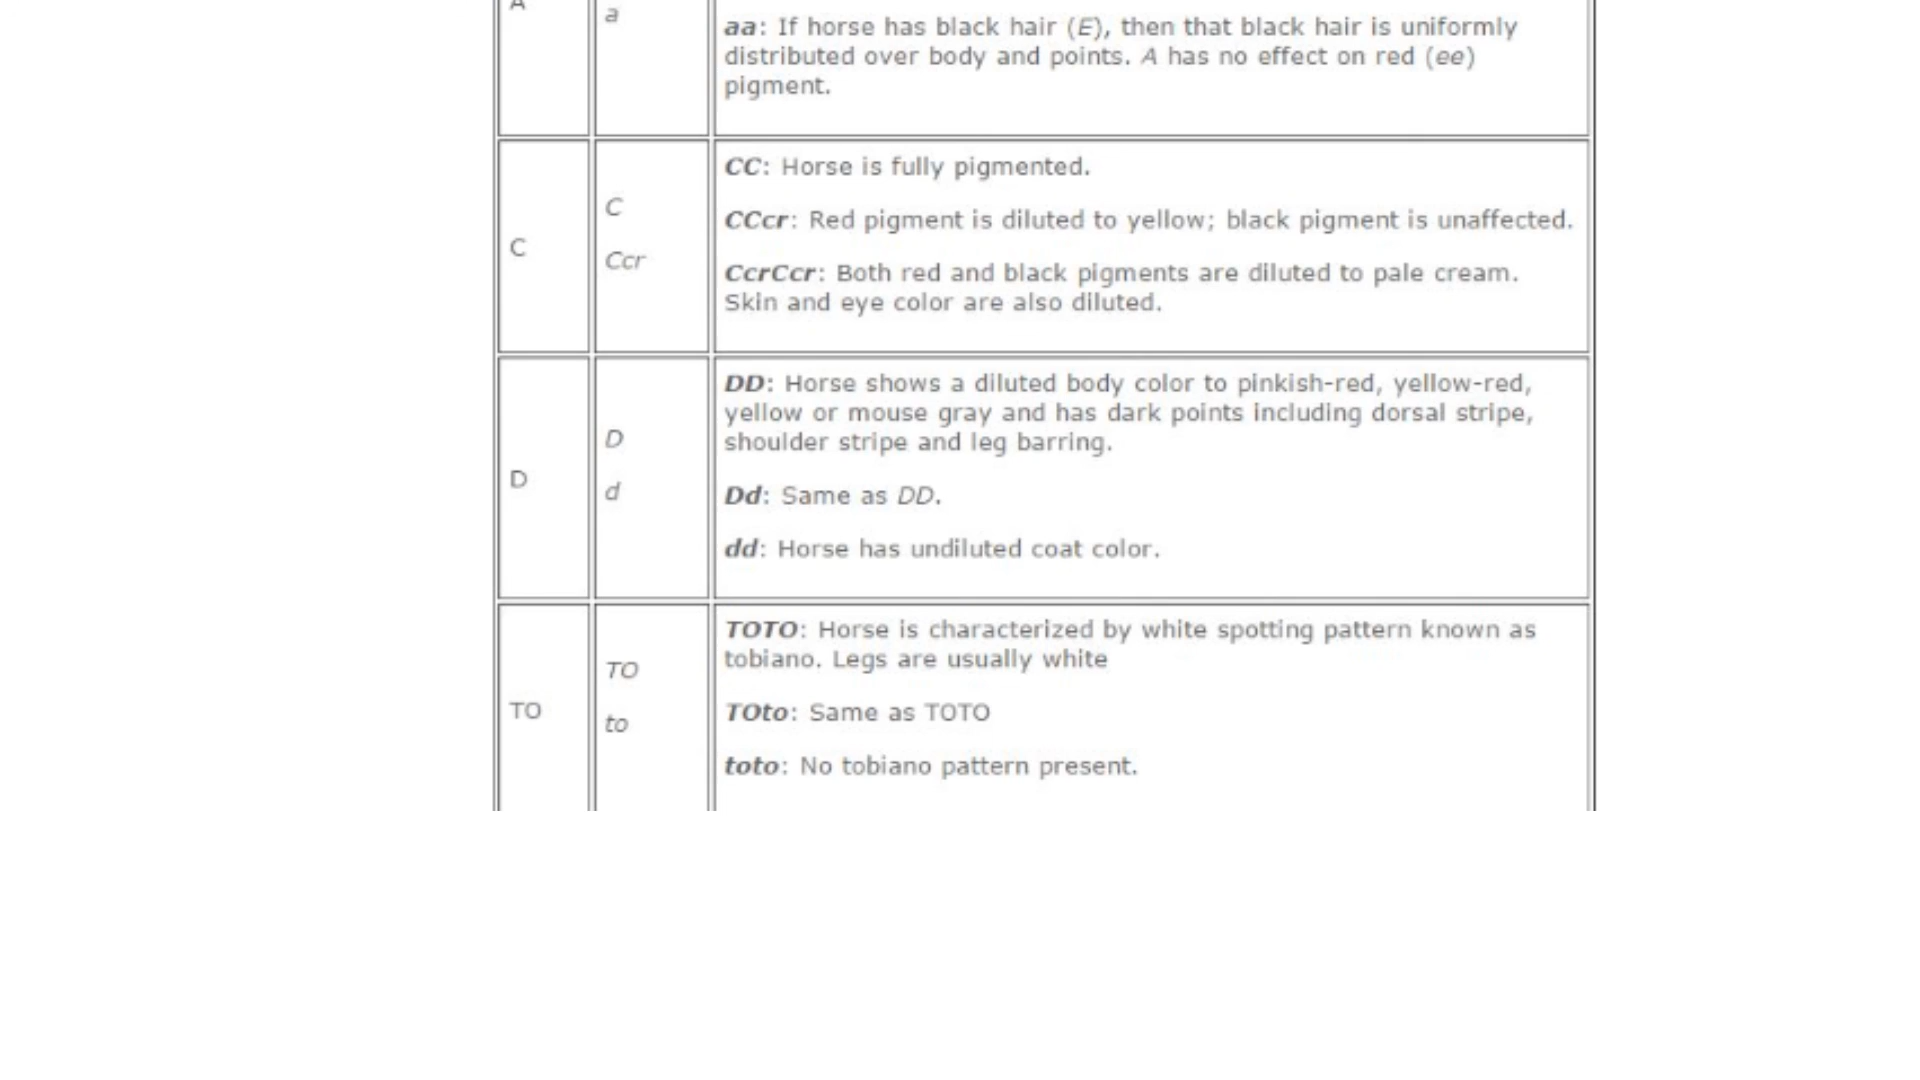 A
a
aa: If horse has black hair (E), then that black hair is uniformly
distributed over body and points. A has no effect on red (ee)
pigment.
C
C
Ccr
CC: Horse is fully pigmented.
CCcr: Red pigment is diluted to yellow; black pigment is unaffected.
CcrCcr: Both red and black pigments are diluted to pale cream.
Skin and eye color are also diluted.
D
D
d
DD: Horse shows a diluted body color to pinkish-red, yellow-red,
yellow or mouse gray and has dark points including dorsal stripe,
shoulder stripe and leg barring.
Dd: Same as DD.
dd: Horse has undiluted coat color.
TO
TO
to
TOTO: Horse is characterized by white spotting pattern known as
tobiano. Legs are usually white
TOto: Same as TOTO
toto: No tobiano pattern present.